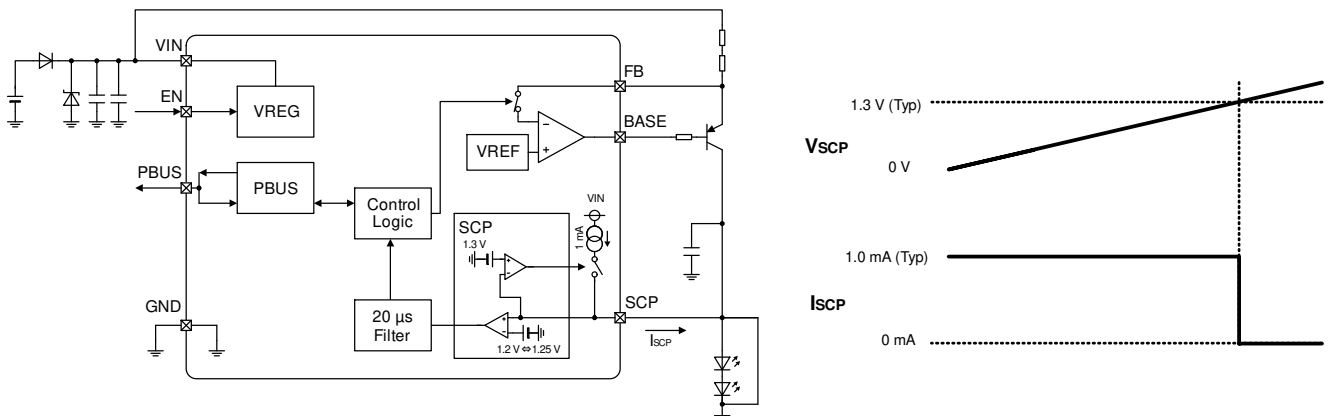 VIN
EN
VREG
PBUS
PBUS
Control
Logic
GND
20 µs
Filter
VREF
FB
BASE
SCP
1.3 V
VIN
1 mA
SCP
1.2 V ⇔ 1.25 V
ISCP
1.3 V (Typ)
VSCP
0 V
1.0 mA (Typ)
ISCP
0 mA